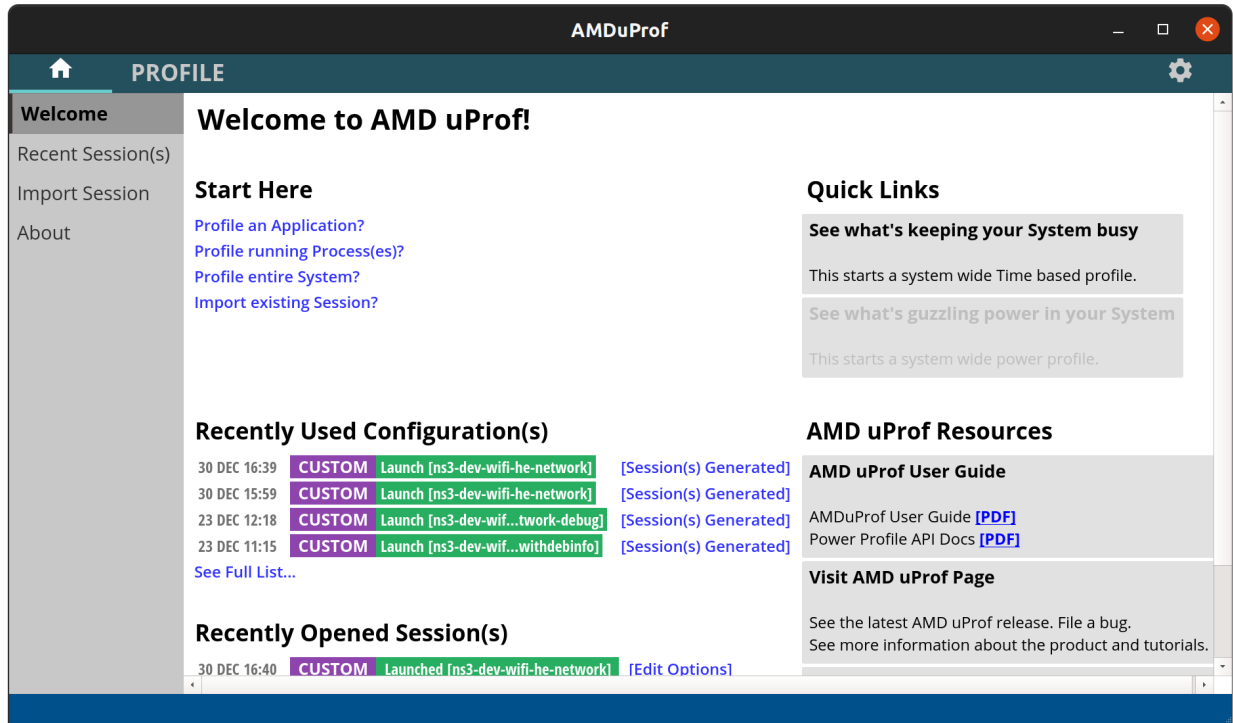 AMDuProf
PROFILE
Welcome
Recent Session(s)
Import Session
About
Welcome to AMD uProf!
Start Here
Profile an Application?
Profile running Process(es)?
Profile entire System?
Import existing Session?
Quick Links
See what's keeping your System busy
This starts a system wide Time based profile.
See what's guzzling power in your System
This starts a system wide power profile.
Recently Used Configuration(s)
30 DEC 16:39 CUSTOM Launch [ns3-dev-wifi-he-network] [Session(s) Generated]
30 DEC 15:59 CUSTOM Launch [ns3-dev-wifi-he-network] [Session(s) Generated]
23 DEC 12:18 CUSTOM Launch [ns3-dev-wif...twork-debug] [Session(s) Generated]
23 DEC 11:15 CUSTOM Launch [ns3-dev-wif...withdebinfo] [Session(s) Generated]
See Full List...
Recently Opened Session(s)
30 DEC 16:40 CUSTOM Launched [ns3-dev-wifi-he-network] [Edit Options]
AMD uProf Resources
AMD uProf User Guide
AMDuProf User Guide [PDF]
Power Profile API Docs [PDF]
Visit AMD uProf Page
See the latest AMD uProf release. File a bug.
See more information about the product and tutorials.